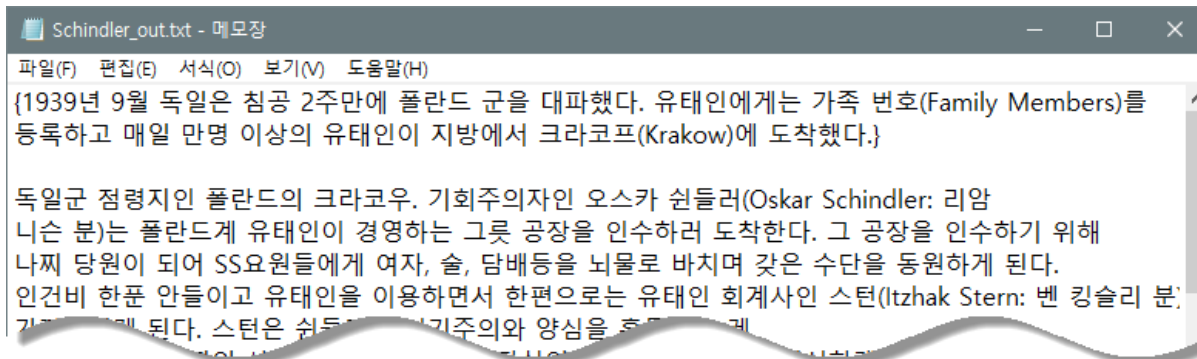 Schindler_out.txt - 메모장
파일(F) 편집(E) 서식(O) 보기(V) 도움말(H)
{1939년 9월 독일은 침공 2주만에 폴란드 군을 대파했다. 유태인에게는 가족 번호(Family Members)를
등록하고 매일 만명 이상의 유태인이 지방에서 크라코프(Krakow)에 도착했다.}
독일군 점령지인 폴란드의 크라코우. 기회주의자인 오스카 쉰들러(Oskar Schindler: 리암
니슨 분)는 폴란드계 유태인이 경영하는 그릇 공장을 인수하러 도착한다. 그 공장을 인수하기 위해
나찌 당원이 되어 SS요원들에게 여자, 술, 담배등을 뇌물로 바치며 갖은 수단을 동원하게 된다.
인건비 한푼 안들이고 유태인을 이용하면서 한편으로는 유태인 회계사인 스턴(Itzhak Stern: 벤 킹슬리 분)
된다. 스턴은 양심을